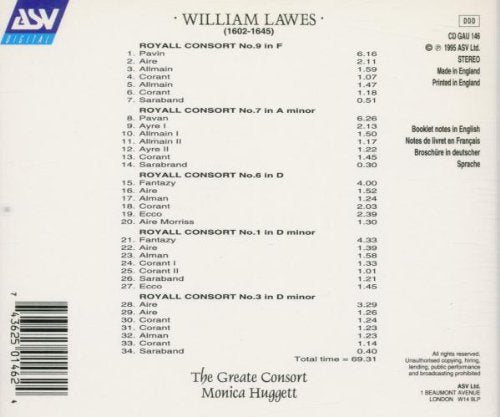 ASV
DIGITAL
· WILLIAM LAWES ·
(1602-1645)
DDD
CD GAU 146
© ℗ 1995 ASV Ltd.
STEREO
Made in England
Printed in England
Booklet notes in English
Notes de livret en Français
Broschüre in deutscher
Sprache
ROYALL CONSORT No.9 in F
1. Pavin 6.16
2. Aire 2.11
3. Allmain 1.59
4. Corant 1.07
5. Allmain 1.47
6. Corant 1.18
7. Saraband 0.51
ROYALL CONSORT No.7 in A minor
8. Pavan 6.26
9. Ayre I 2.13
10. Allmain I 1.50
11. Allmain II 1.17
12. Ayre II 1.22
13. Corant 1.45
14. Sarabrand 0.30
ROYALL CONSORT No.6 in D
15. Fantazy 4.00
16. Aire 1.52
17. Alman 1.24
18. Corant 2.03
19. Ecco 2.39
20. Aire Morriss 1.30
ROYALL CONSORT No.1 in D minor
21. Fantazy 4.33
22. Aire 1.39
23. Alman 1.58
24. Corant I 1.33
25. Corant II 1.01
26. Saraband 1.21
27. Ecco 1.45
ROYALL CONSORT No.3 in D minor
28. Aire 3.29
29. Aire 1.26
30. Corant 1.24
31. Corant 1.23
32. Alman 1.23
33. Corant 1.14
34. Saraband 0.40
Total time = 69.31
The Greate Consort
Monica Huggett
All rights reserved.
Unauthorised copying, hiring,
lending, public performance
and broadcasting prohibited
ASV Ltd.
1 BEAUMONT AVENUE
LONDON W14 9LP
7 43625 01462 4